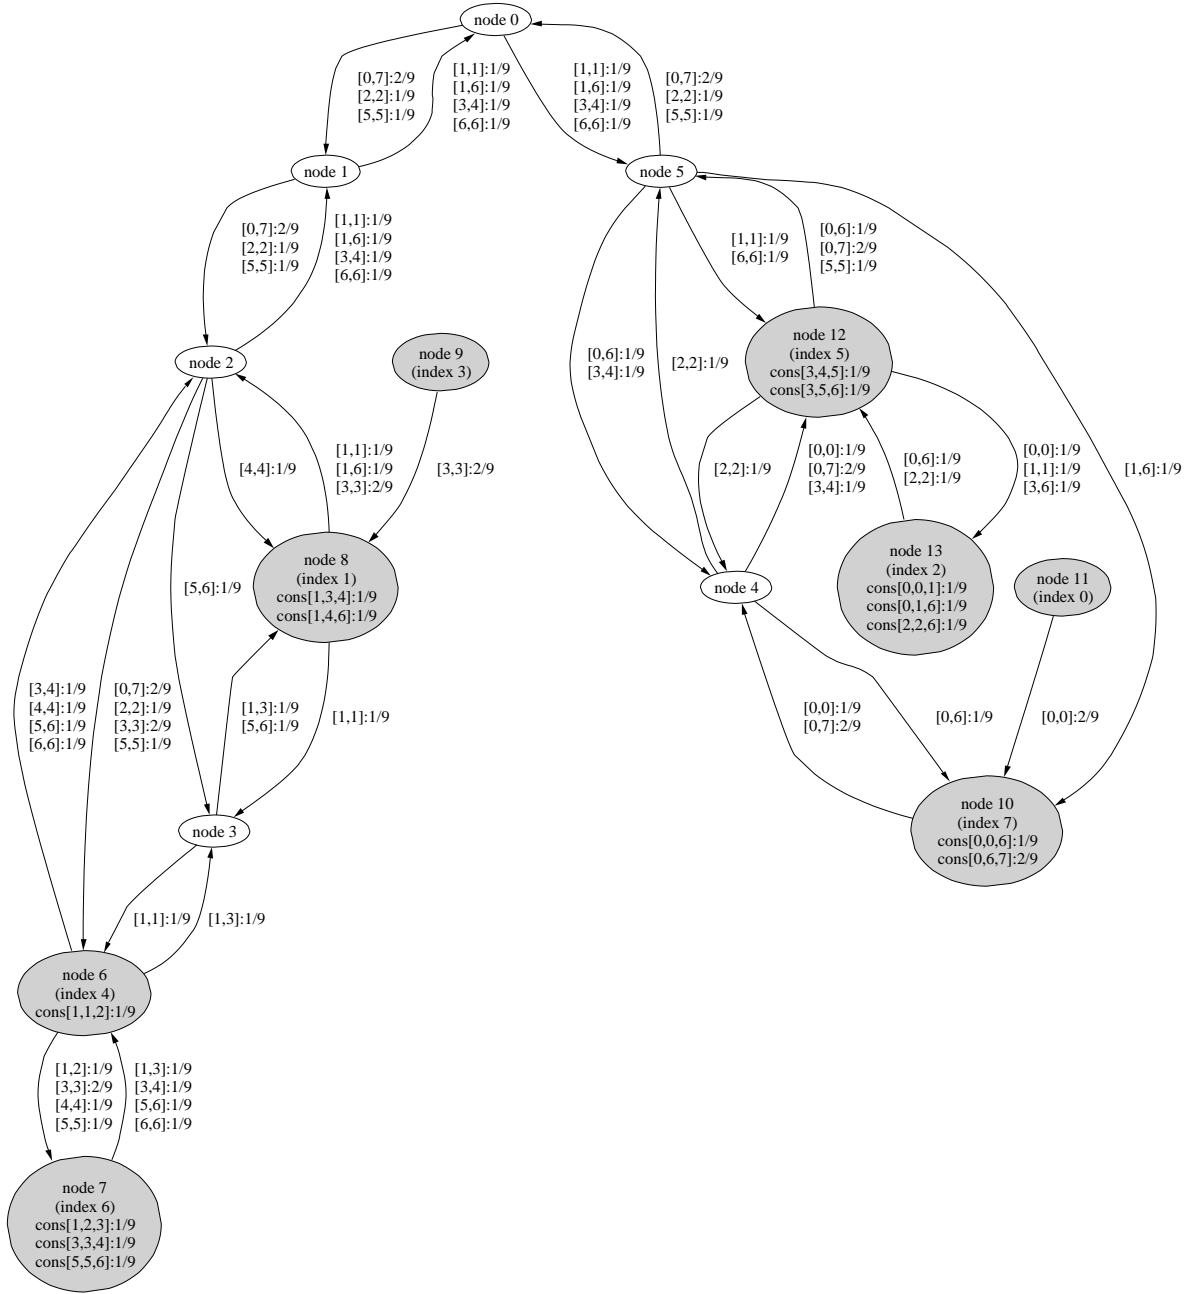 node 0
[0,7]:2/9
[2,2]:1/9
[5,5]:1/9
[1,1]:1/9
[1,6]:1/9
[3,4]:1/9
[6,6]:1/9
[1,1]:1/9
[1,6]:1/9
[3,4]:1/9
[6,6]:1/9
[0,7]:2/9
[2,2]:1/9
[5,5]:1/9
node 1
node 5
[0,7]:2/9
[2,2]:1/9
[5,5]:1/9
[1,1]:1/9
[1,6]:1/9
[3,4]:1/9
[6,6]:1/9
[1,1]:1/9
[6,6]:1/9
[0,6]:1/9
[0,7]:2/9
[5,5]:1/9
node 2
node 9
(index 3)
[0,6]:1/9
[3,4]:1/9
[2,2]:1/9
node 12
(index 5)
cons[3,4,5]:1/9
cons[3,5,6]:1/9
[4,4]:1/9
[1,1]:1/9
[1,6]:1/9
[3,3]:2/9
[3,3]:2/9
[2,2]:1/9
[0,0]:1/9
[0,7]:2/9
[3,4]:1/9
[0,6]:1/9
[2,2]:1/9
[0,0]:1/9
[1,1]:1/9
[3,6]:1/9
[1,6]:1/9
[5,6]:1/9
node 8
(index 1)
cons[1,3,4]:1/9
cons[1,4,6]:1/9
node 4
node 13
(index 2)
cons[0,0,1]:1/9
cons[0,1,6]:1/9
cons[2,2,6]:1/9
node 11
(index 0)
[3,4]:1/9
[4,4]:1/9
[5,6]:1/9
[6,6]:1/9
[0,7]:2/9
[2,2]:1/9
[3,3]:2/9
[5,5]:1/9
[1,3]:1/9
[5,6]:1/9
[1,1]:1/9
[0,0]:1/9
[0,7]:2/9
[0,6]:1/9
[0,0]:2/9
node 3
node 10
(index 7)
cons[0,0,6]:1/9
cons[0,6,7]:2/9
[1,1]:1/9
[1,3]:1/9
node 6
(index 4)
cons[1,1,2]:1/9
[1,2]:1/9
[3,3]:2/9
[4,4]:1/9
[5,5]:1/9
[1,3]:1/9
[3,4]:1/9
[5,6]:1/9
[6,6]:1/9
node 7
(index 6)
cons[1,2,3]:1/9
cons[3,3,4]:1/9
cons[5,5,6]:1/9